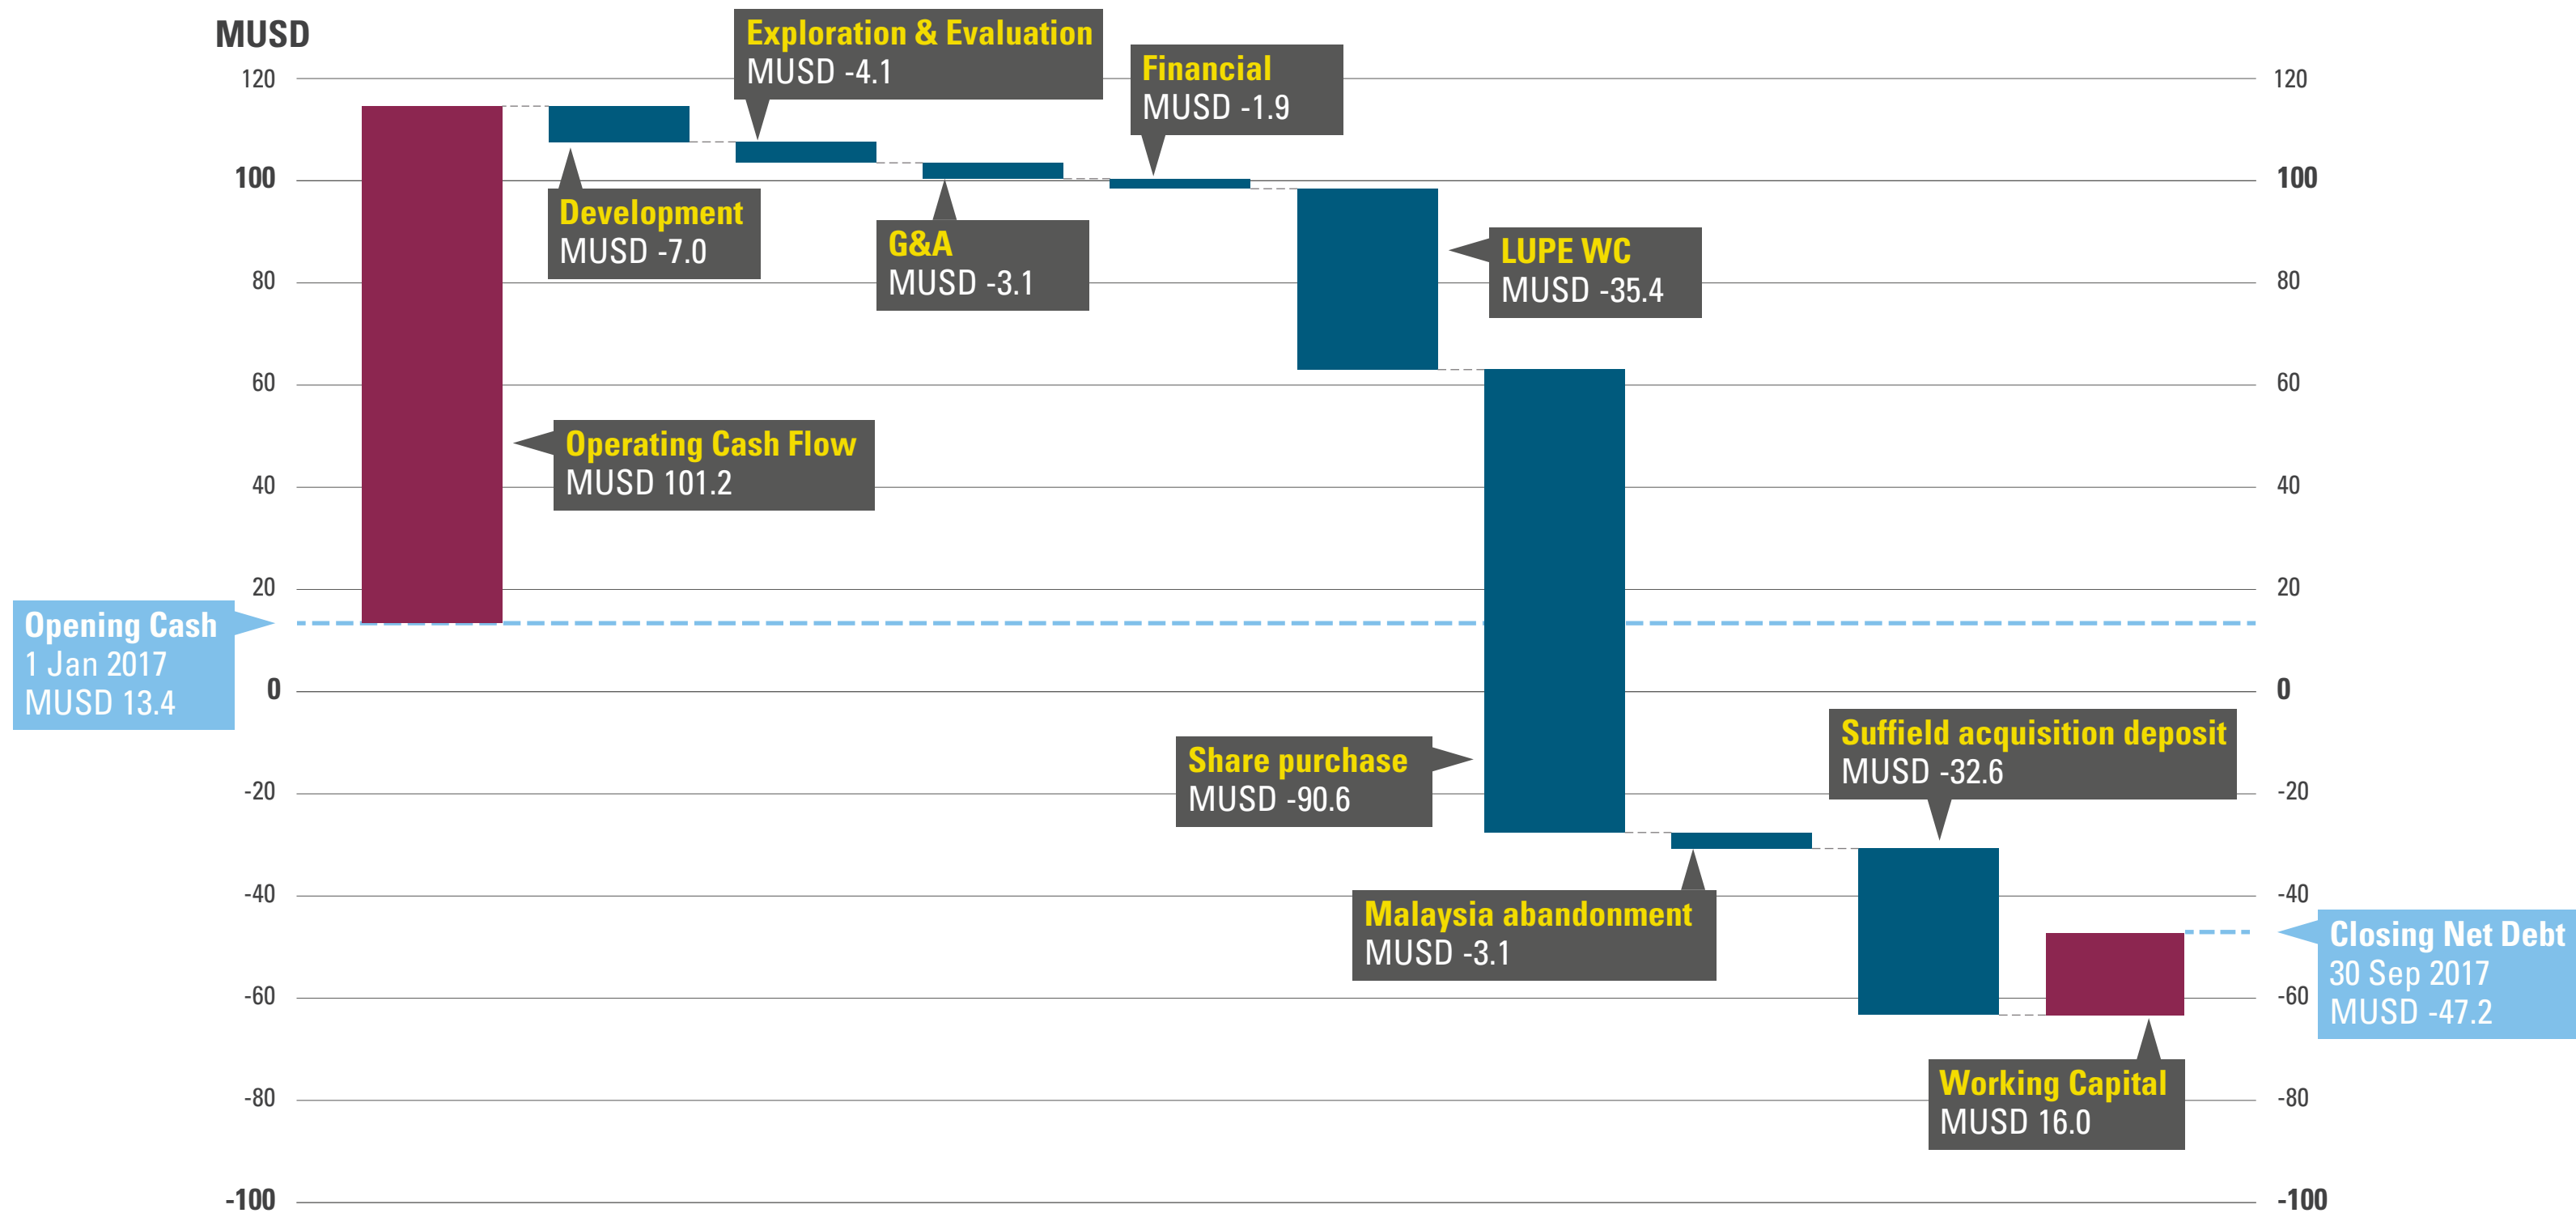 MUSD
120
100
80
60
40
20
0
-20
-40
-60
-80
-100
Opening Cash
1 Jan 2017
MUSD 13.4
Operating Cash Flow
MUSD 101.2
Development
MUSD -7.0
Exploration & Evaluation
MUSD -4.1
G&A
MUSD -3.1
Financial
MUSD -1.9
LUPE WC
MUSD -35.4
Share purchase
MUSD -90.6
Malaysia abandonment
MUSD -3.1
Suffield acquisition deposit
MUSD -32.6
Working Capital
MUSD 16.0
120
100
80
60
40
20
0
-20
-40
-60
-80
-100
Closing Net Debt
30 Sep 2017
MUSD -47.2